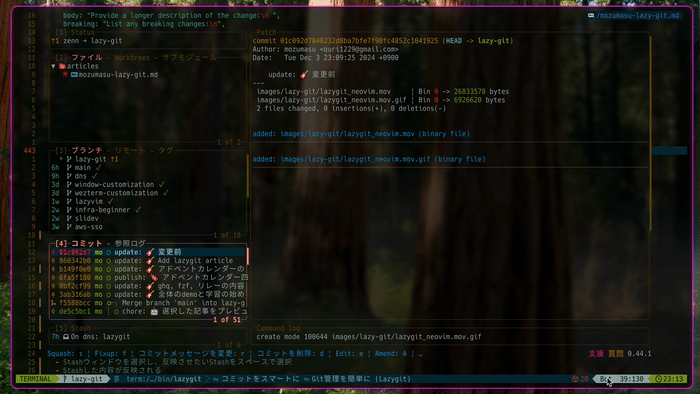 body: "Provide a longer description of the change:\n ",
breaking: "List any breaking changes:\n",
/mozumasu-lazy-git.md
[1] Status
↑1 zenn → lazy-git
[2] ファイル - Worktrees - サブモジュール
▼ articles
mozumasu-lazy-git.md
1 of 2
443
[3] ブランチ - リモート - タグ
* lazy-git ↑1
6h main ✓
9h dns ✓
3d window-customization ✓
5d wezterm-customization ✓
1w lazyvim ✓
2w infra-beginner ✓
2w slidev
3w aws-sso
1 of 18
[4] コミット - 参照ログ
mo update: 変更前
860342b0 mo update: Add lazygit article
b149f0e0 mo update: アドベントカレンダーの
6fa5f180 mo publish: アドベントカレンダー四
0bf2cf99 mo update: ghq, fzf, リレーの内容
3ab316ab mo update: 全体のdemoと学習の始め
f5588bcc mo Merge branch 'main' into lazy-g
de5c5bc1 mo chore: 選択した記事をプレビュ
1 of 51
[5] Stash
7h On dns: lazygit
1 of 6
Patch
commit 01c092d7848232d8ba7bfe7f98fc4852c1041925 (HEAD -> lazy-git)
Author: mozumasu <ouri1229@gmail.com>
Date: Tue Dec 3 23:09:25 2024 +0900
update: 変更前
---
images/lazy-git/lazygit_neovim.mov | Bin 0 -> 26833578 bytes
images/lazy-git/lazygit_neovim.mov.gif | Bin 0 -> 6926620 bytes
2 files changed, 0 insertions(+), 0 deletions(-)
added: images/lazy-git/lazygit_neovim.mov (binary file)
added: images/lazy-git/lazygit_neovim.mov.gif (binary file)
Command log
create mode 100644 images/lazy-git/lazygit_neovim.mov.gif
Squash: s | Fixup: f | コミットメッセージを変更: r | コミットを削除: d | Edit: e | Amend: A | …
支援 質問 0.44.1
- Stashウィンドウを選択し、反映させたいStashをスペースで選択
- Stashした内容が反映される
TERMINAL lazy-git term:/…/bin/lazygit コミットをスマートに Git管理を簡単に (Lazygit)
20 Bot 39:130 23:13